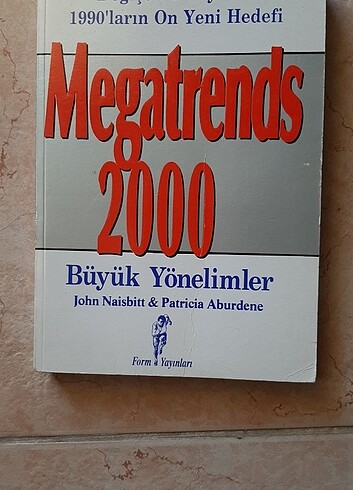 1990'ların On Yeni Hedefi
Megatrends
2000
Büyük Yönelimler
John Naisbitt & Patricia Aburdene
Form Yayınları